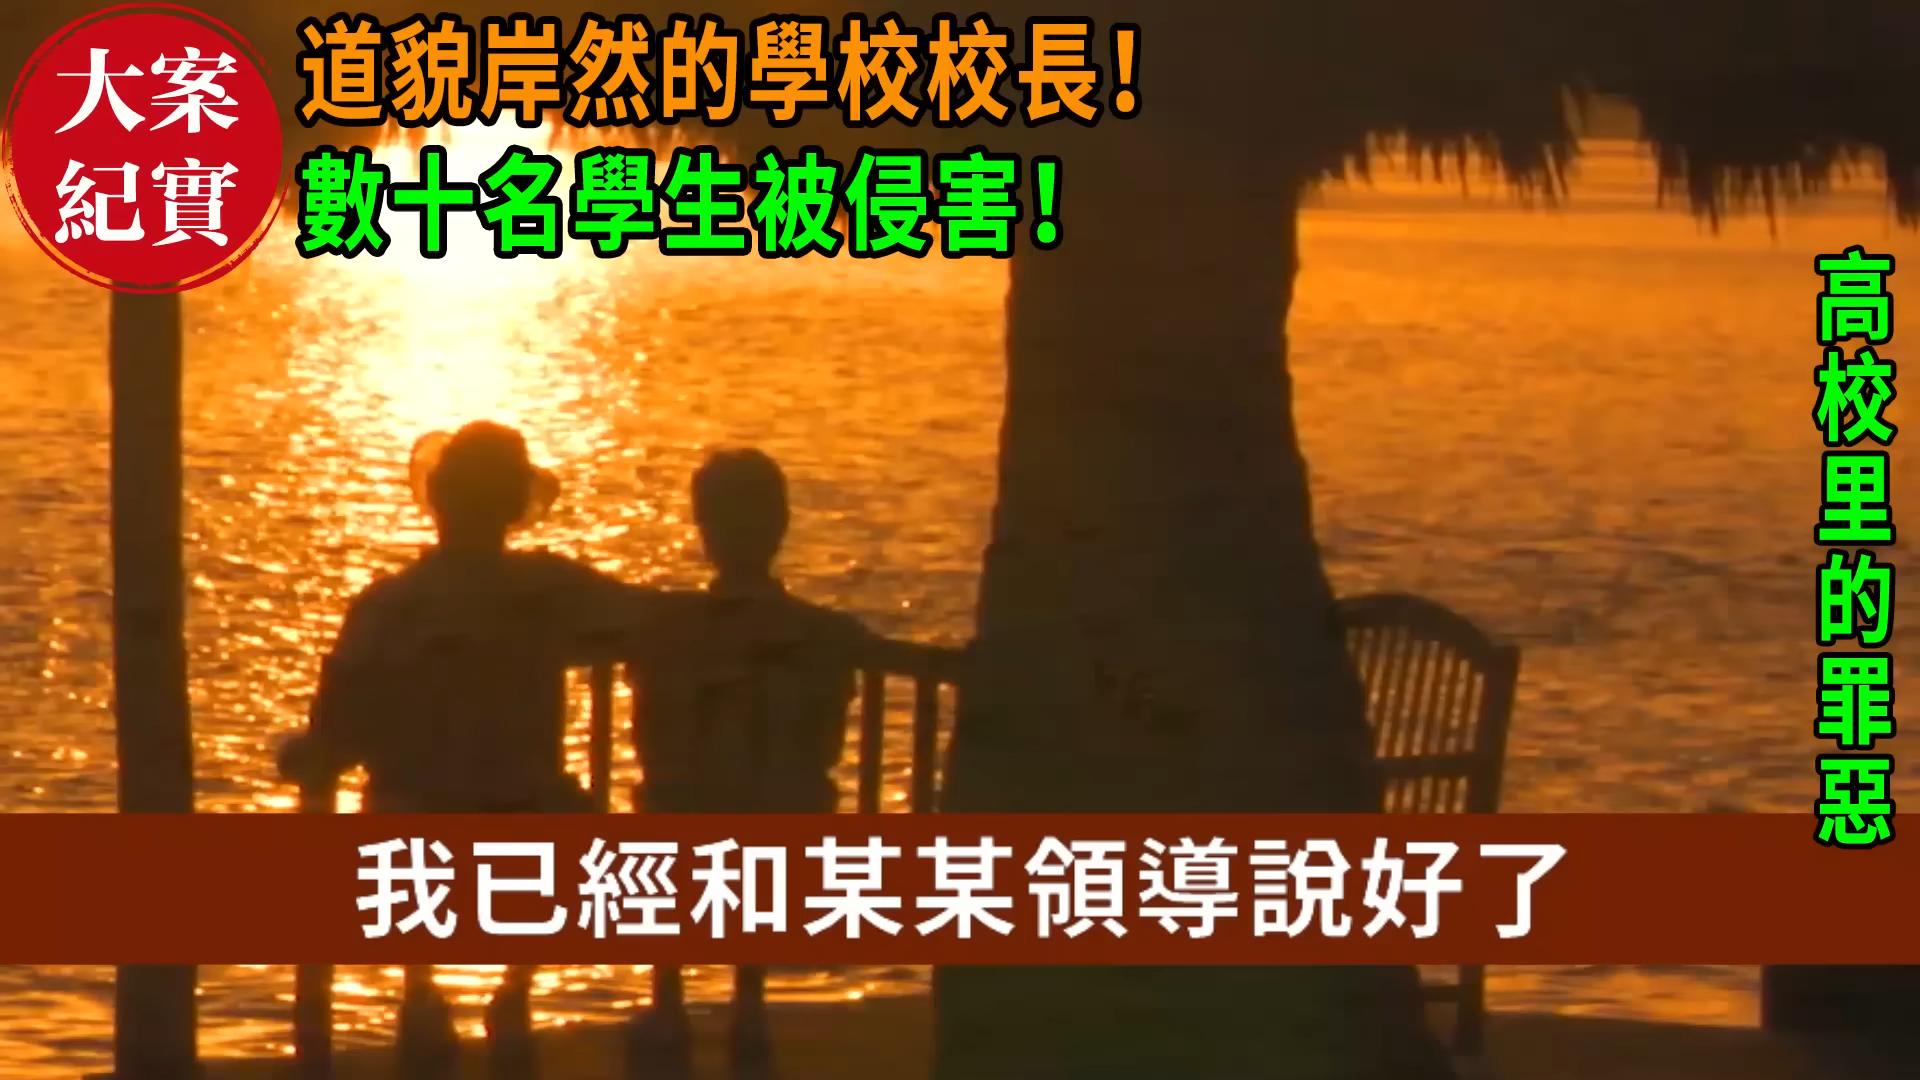 大案
紀實
道貌岸然的學校校長!
數十名學生被侵害!
高校里的罪惡
我已經和某某領導說好了